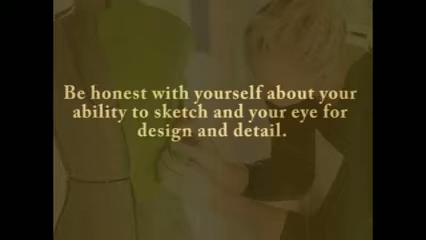 Be honest with yourself about your
ability to sketch and your eye for
design and detail.